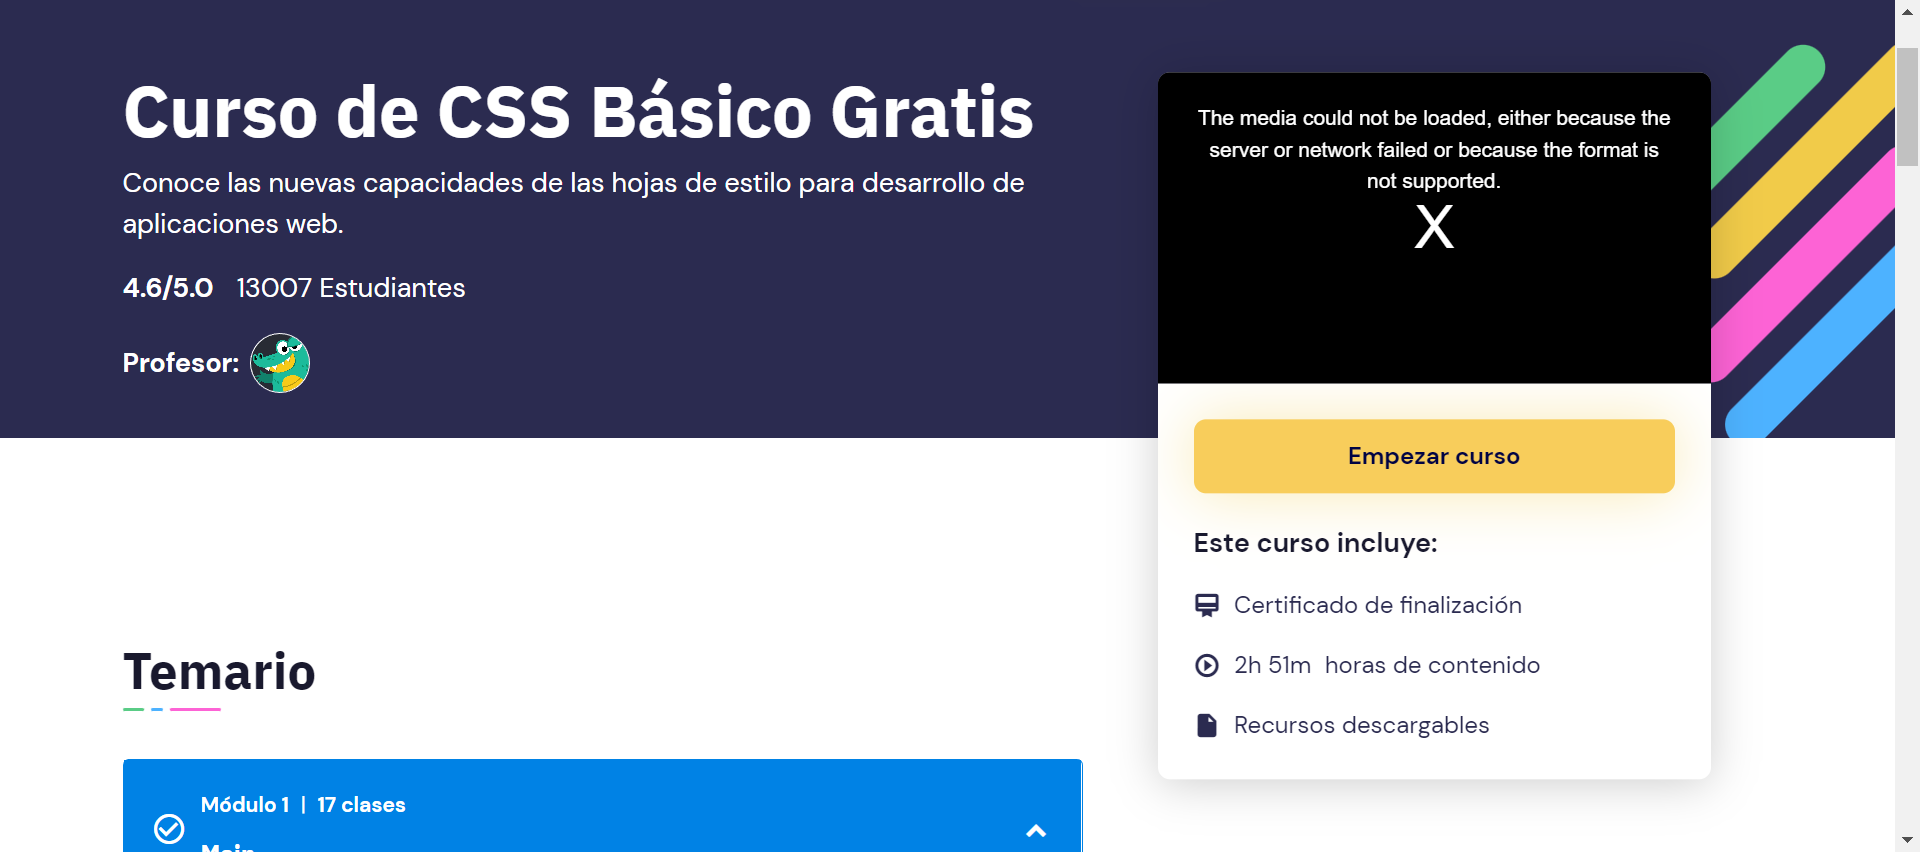 Curso de CSS Básico Gratis
Conoce las nuevas capacidades de las hojas de estilo para desarrollo de
aplicaciones web.
4.6/5.0 13007 Estudiantes
Profesor:
The media could not be loaded, either because the
server or network failed or because the format is
not supported.
X
Empezar curso
Este curso incluye:
Certificado de finalización
2h 51m horas de contenido
Recursos descargables
Temario
Módulo 1 | 17 clases
Main